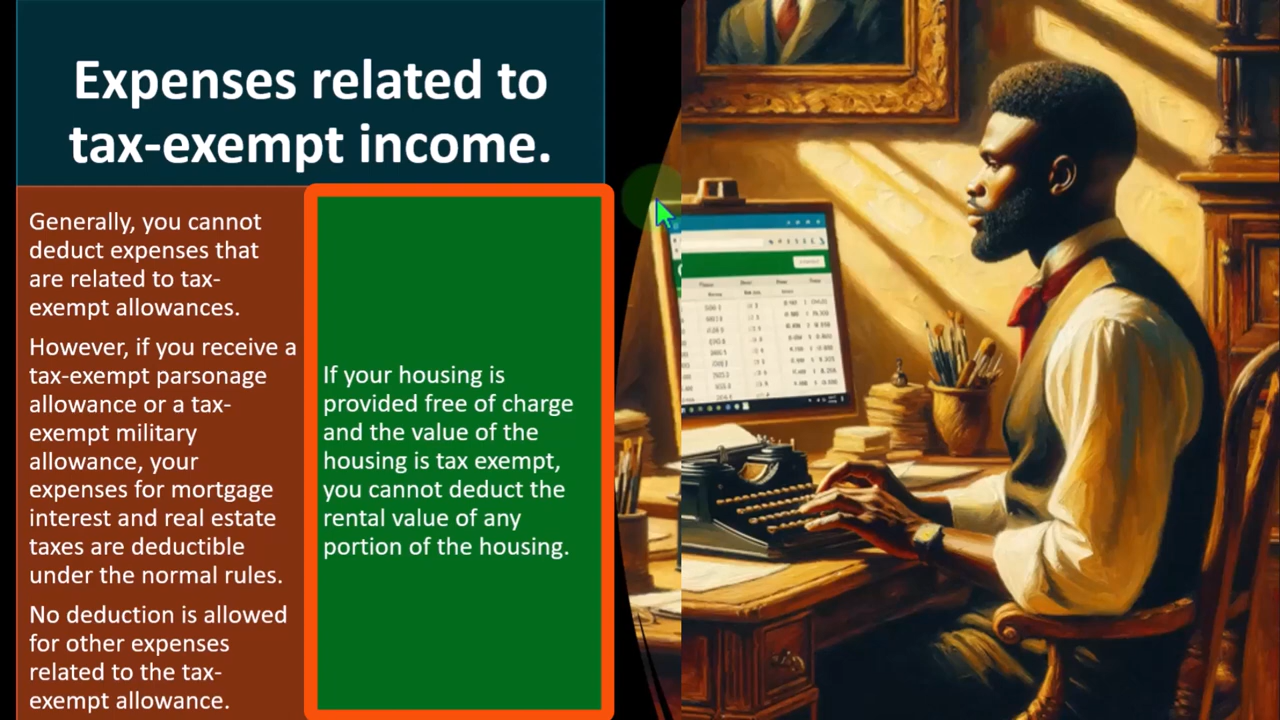 Expenses related to
tax-exempt income.
Generally, you cannot
deduct expenses that
are related to tax-
exempt allowances.
However, if you receive a
tax-exempt parsonage
allowance or a tax-
exempt military
allowance, your
expenses for mortgage
interest and real estate
taxes are deductible
under the normal rules.
No deduction is allowed
for other expenses
related to the tax-
exempt allowance.
If your housing is
provided free of charge
and the value of the
housing is tax exempt,
you cannot deduct the
rental value of any
portion of the housing.